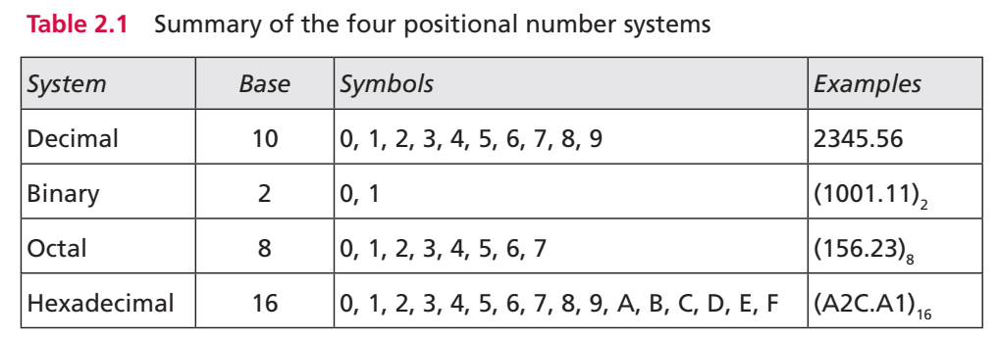 Table 2.1 Summary of the four positional number systems
System Base Symbols Examples
Decimal 10 0, 1, 2, 3, 4, 5, 6, 7, 8, 9 2345.56
Binary 2 0, 1 (1001.11)₂
Octal 8 0, 1, 2, 3, 4, 5, 6, 7 (156.23)₈
Hexadecimal 16 0, 1, 2, 3, 4, 5, 6, 7, 8, 9, A, B, C, D, E, F (A2C.A1)₁₆